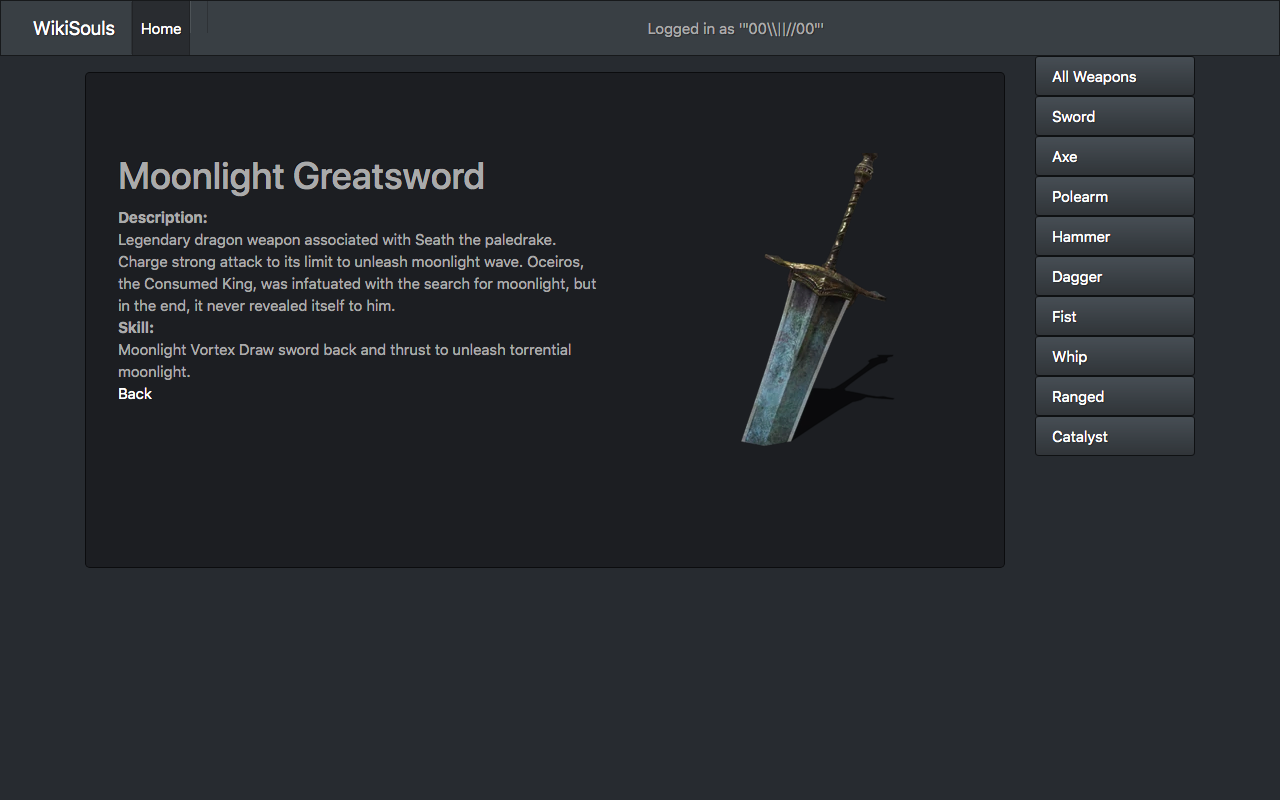 WikiSouls
Home
Logged in as '"00\\||//00"'
Moonlight Greatsword
Description:
Legendary dragon weapon associated with Seath the paledrake.
Charge strong attack to its limit to unleash moonlight wave. Oceiros,
the Consumed King, was infatuated with the search for moonlight, but
in the end, it never revealed itself to him.
Skill:
Moonlight Vortex Draw sword back and thrust to unleash torrential
moonlight.
Back
All Weapons
Sword
Axe
Polearm
Hammer
Dagger
Fist
Whip
Ranged
Catalyst